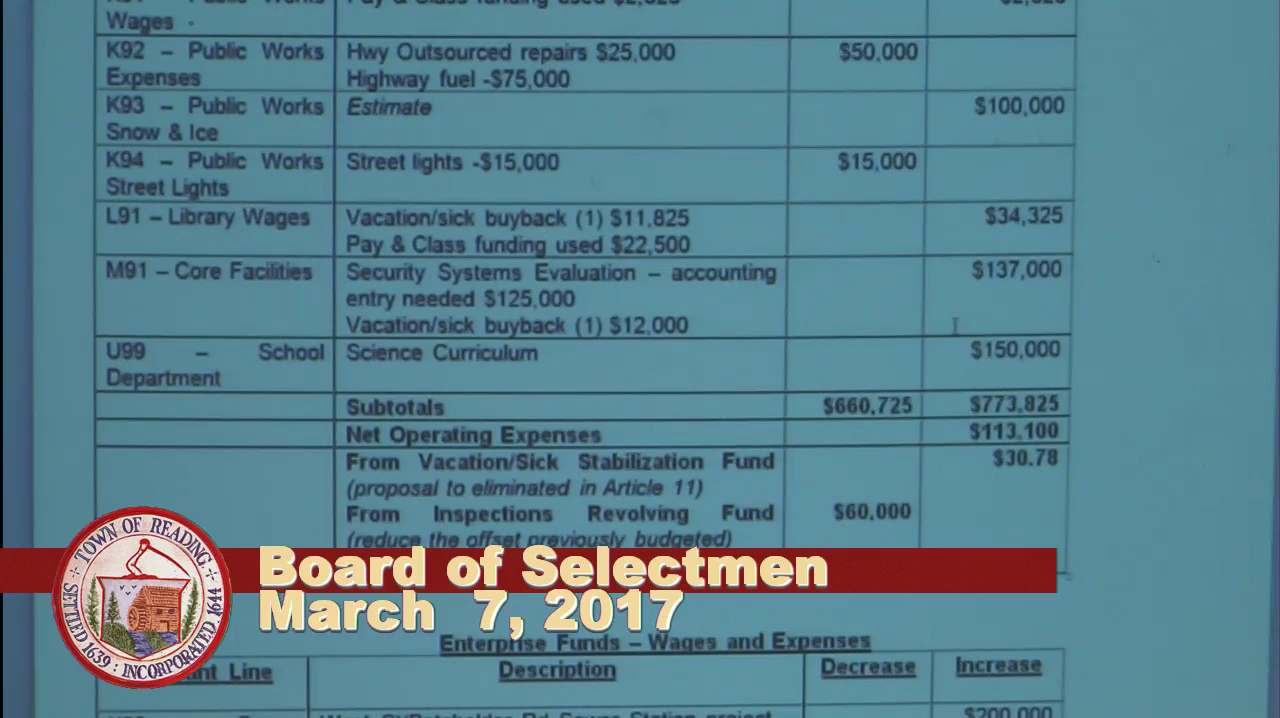 Wages
K92 – Public Works Hwy Outsourced repairs $25,000 $50,000
Expenses Highway fuel -$75,000
K93 – Public Works Estimate $100,000
Snow & Ice
K94 – Public Works Street lights -$15,000 $15,000
Street Lights
L91 – Library Wages Vacation/sick buyback (1) $11,825 $34,325
Pay & Class funding used $22,500
M91 – Core Facilities Security Systems Evaluation – accounting $137,000
entry needed $125,000
Vacation/sick buyback (1) $12,000
U99 – School Science Curriculum $150,000
Department
Subtotals $660,725 $773,825
Net Operating Expenses $113,100
From Vacation/Sick Stabilization Fund $30.78
(proposal to eliminated in Article 11)
From Inspections Revolving Fund $60,000
(reduce the offset previously budgeted)
TOWN OF READING
SETTLED 1639 : INCORPORATED 1644
Board of Selectmen
March 7, 2017
Enterprise Funds – Wages and Expenses
Line Description Decrease Increase
$200,000